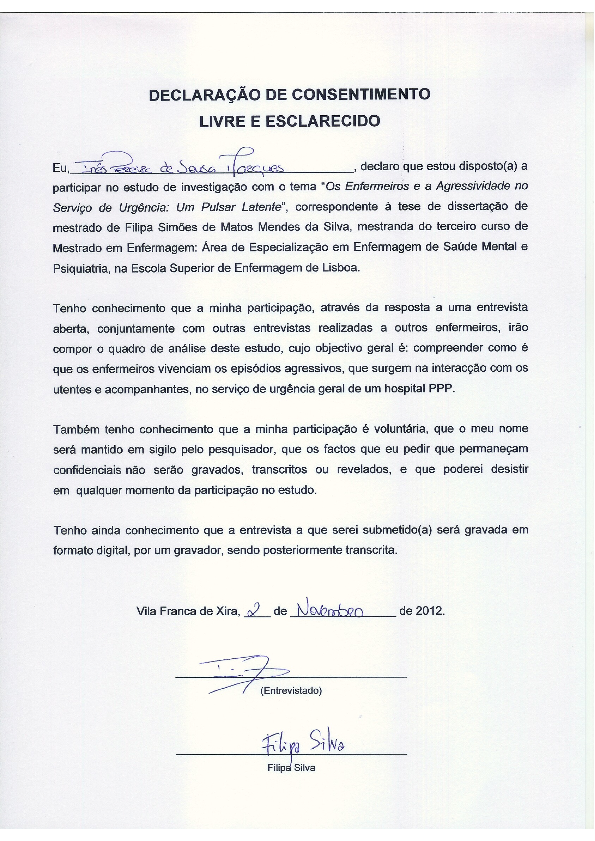 DECLARAÇÃO DE CONSENTIMENTO
LIVRE E ESCLARECIDO
Eu, Inês de Sousa Marques, declaro que estou disposto(a) a
participar no estudo de investigação com o tema "Os Enfermeiros e a Agressividade no
Serviço de Urgência: Um Pulsar Latente", correspondente à tese de dissertação de
mestrado de Filipa Simões de Matos Mendes da Silva, mestranda do terceiro curso de
Mestrado em Enfermagem: Área de Especialização em Enfermagem de Saúde Mental e
Psiquiatria, na Escola Superior de Enfermagem de Lisboa.
Tenho conhecimento que a minha participação, através da resposta a uma entrevista
aberta, conjuntamente com outras entrevistas realizadas a outros enfermeiros, irão
compor o quadro de análise deste estudo, cujo objectivo geral é: compreender como é
que os enfermeiros vivenciam os episódios agressivos, que surgem na interacção com os
utentes e acompanhantes, no serviço de urgência geral de um hospital PPP.
Também tenho conhecimento que a minha participação é voluntária, que o meu nome
será mantido em sigilo pelo pesquisador, que os factos que eu pedir que permaneçam
confidenciais não serão gravados, transcritos ou revelados, e que poderei desistir
em qualquer momento da participação no estudo.
Tenho ainda conhecimento que a entrevista a que serei submetido(a) será gravada em
formato digital, por um gravador, sendo posteriormente transcrita.
Vila Franca de Xira, 2 de Novembro de 2012.
(Entrevistado)
Filipa Silva
Filipa Silva